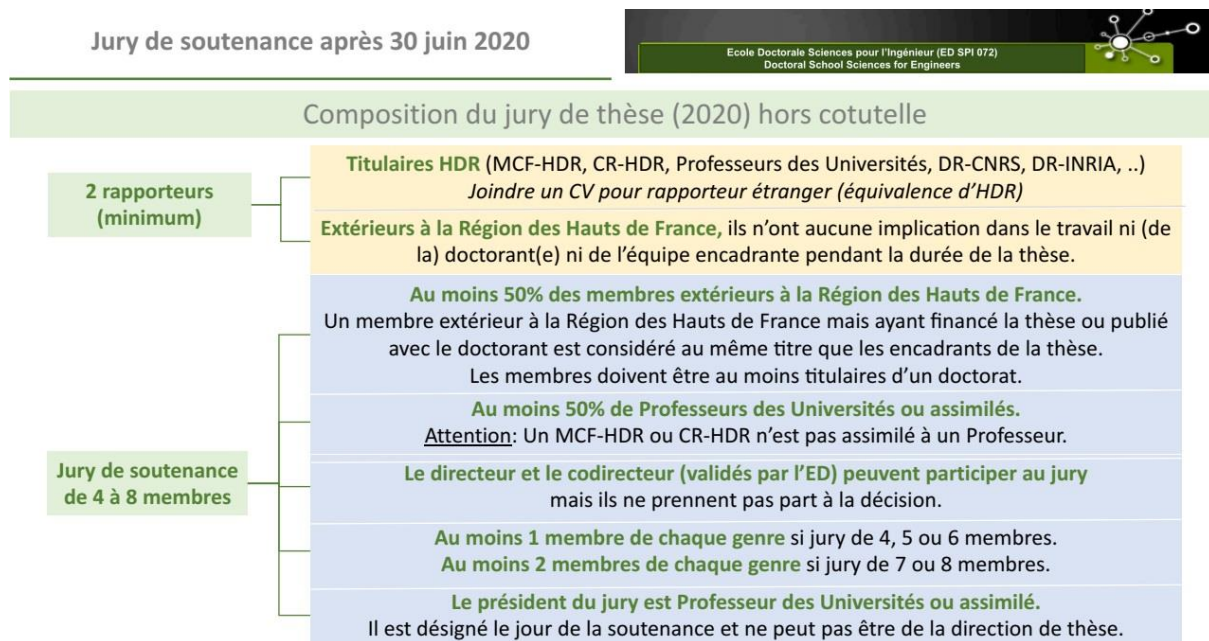 Jury de soutenance après 30 juin 2020
Ecole Doctorale Sciences pour l'Ingénieur (ED SPI 072)
Doctoral School Sciences for Engineers
Composition du jury de thèse (2020) hors cotutelle
2 rapporteurs
(minimum)
Titulaires HDR (MCF-HDR, CR-HDR, Professeurs des Universités, DR-CNRS, DR-INRIA, ..)
Joindre un CV pour rapporteur étranger (équivalence d'HDR)
Extérieurs à la Région des Hauts de France, ils n'ont aucune implication dans le travail ni (de
la) doctorant(e) ni de l'équipe encadrante pendant la durée de la thèse.
Jury de soutenance
de 4 à 8 membres
Au moins 50% des membres extérieurs à la Région des Hauts de France.
Un membre extérieur à la Région des Hauts de France mais ayant financé la thèse ou publié
avec le doctorant est considéré au même titre que les encadrants de la thèse.
Les membres doivent être au moins titulaires d'un doctorat.
Au moins 50% de Professeurs des Universités ou assimilés.
Attention: Un MCF-HDR ou CR-HDR n'est pas assimilé à un Professeur.
Le directeur et le codirecteur (validés par l'ED) peuvent participer au jury
mais ils ne prennent pas part à la décision.
Au moins 1 membre de chaque genre si jury de 4, 5 ou 6 membres.
Au moins 2 membres de chaque genre si jury de 7 ou 8 membres.
Le président du jury est Professeur des Universités ou assimilé.
Il est désigné le jour de la soutenance et ne peut pas être de la direction de thèse.